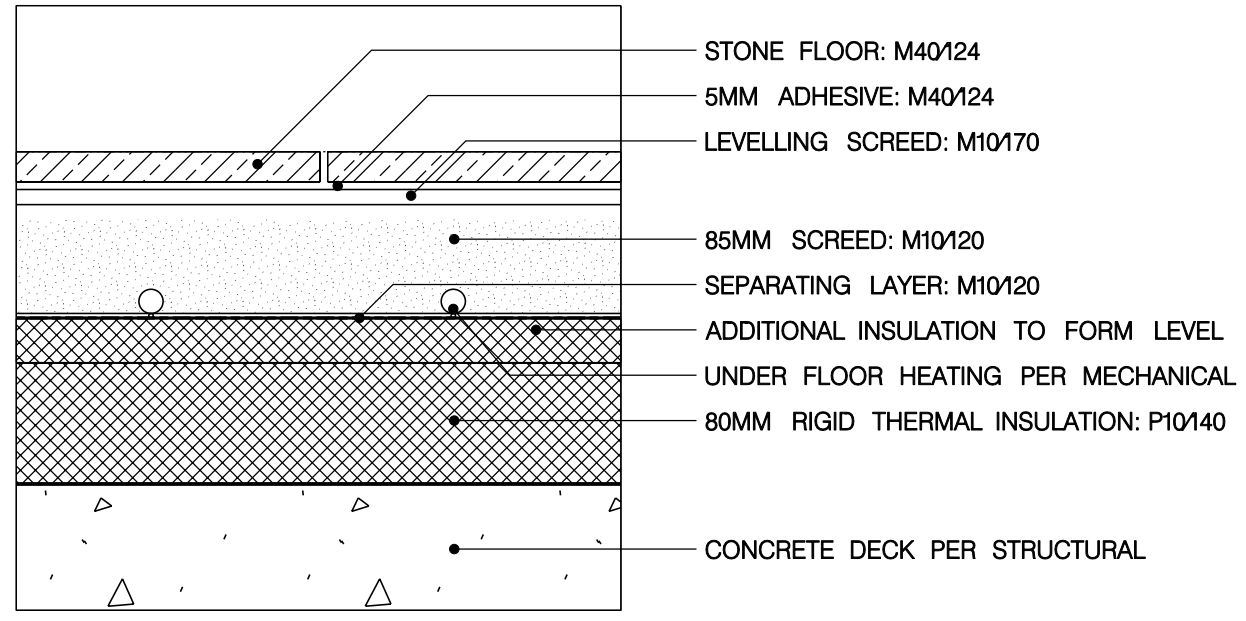 STONE FLOOR: M40/124
5MM ADHESIVE: M40/124
LEVELLING SCREED: M10/170
85MM SCREED: M10/120
SEPARATING LAYER: M10/120
ADDITIONAL INSULATION TO FORM LEVEL
UNDER FLOOR HEATING PER MECHANICAL
80MM RIGID THERMAL INSULATION: P10/140
CONCRETE DECK PER STRUCTURAL